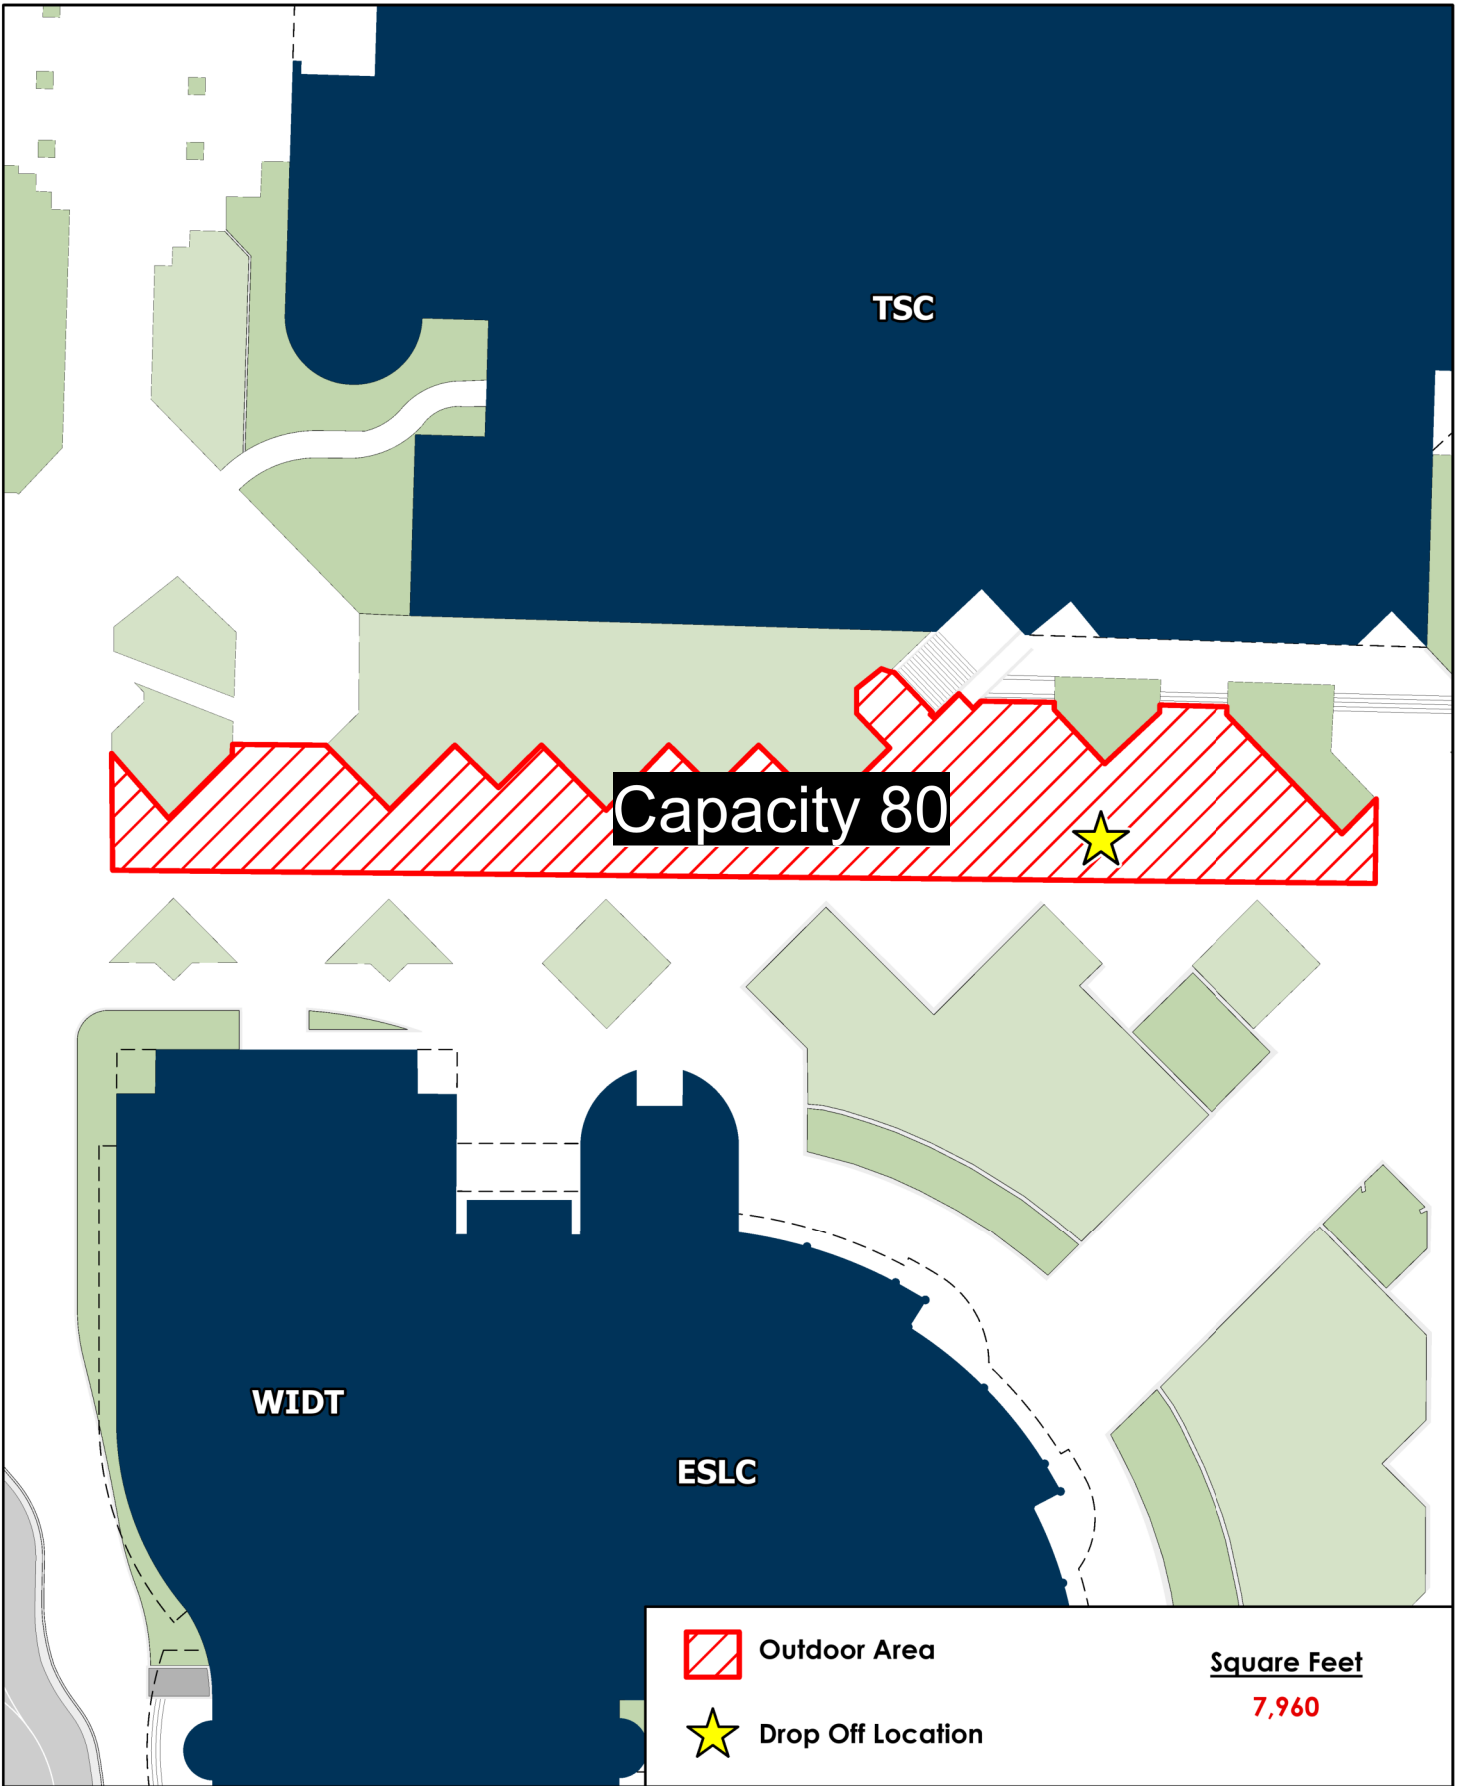 TSC
Capacity 80
WIDT
ESLC
Outdoor Area
Square Feet
7,960
Drop Off Location